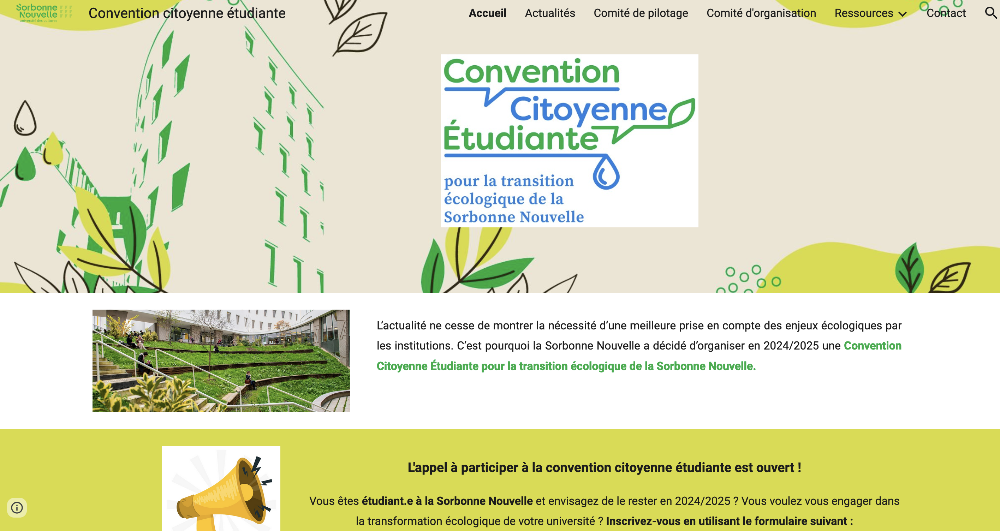 Sorbonne
Nouvelle
université des cultures
Convention citoyenne étudiante
Accueil
Actualités
Comité de pilotage
Comité d'organisation
Ressources
Contact
Convention
Citoyenne
Étudiante
pour la transition
écologique de la
Sorbonne Nouvelle
L’actualité ne cesse de montrer la nécessité d’une meilleure prise en compte des enjeux écologiques par
les institutions. C’est pourquoi la Sorbonne Nouvelle a décidé d’organiser en 2024/2025 une Convention
Citoyenne Étudiante pour la transition écologique de la Sorbonne Nouvelle.
L'appel à participer à la convention citoyenne étudiante est ouvert !
Vous êtes étudiant.e à la Sorbonne Nouvelle et envisagez de le rester en 2024/2025 ? Vous voulez vous engager dans
la transformation écologique de votre université ? Inscrivez-vous en utilisant le formulaire suivant :